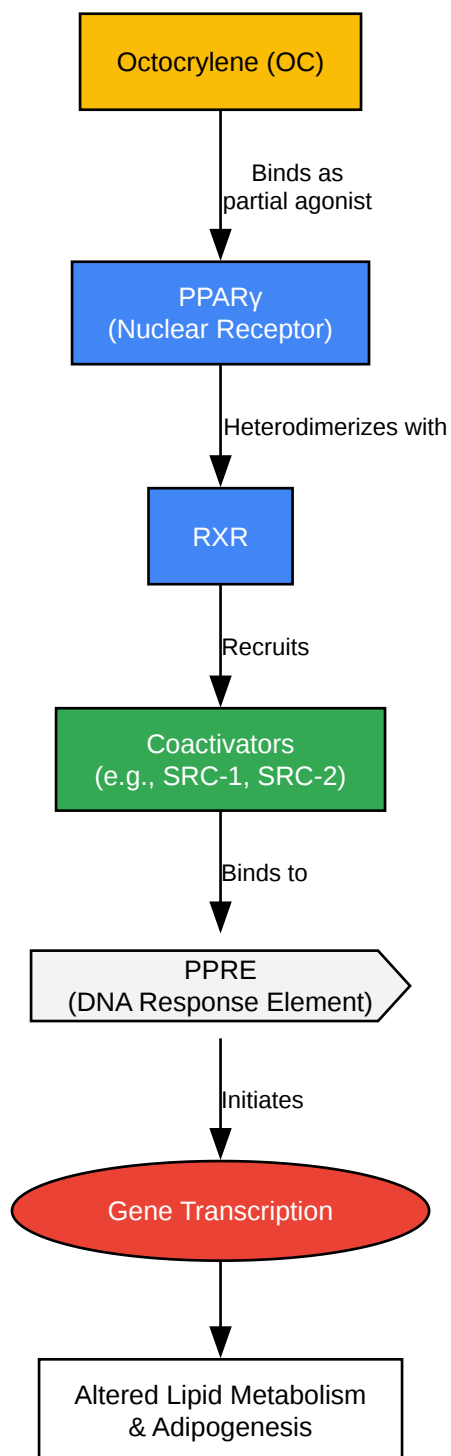 Octocrylene (OC)
Binds as
partial agonist
PPARγ
(Nuclear Receptor)
Heterodimerizes with
RXR
Recruits
Coactivators
(e.g., SRC-1, SRC-2)
Binds to
PPRE
(DNA Response Element)
Initiates
Gene Transcription
Altered Lipid Metabolism
& Adipogenesis